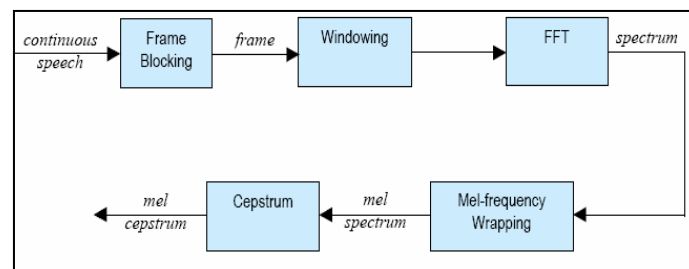 continuous
speech
Frame
Blocking
frame
Windowing
FFT
spectrum
mel
cepstrum
Cepstrum
mel
spectrum
Mel-frequency
Wrapping